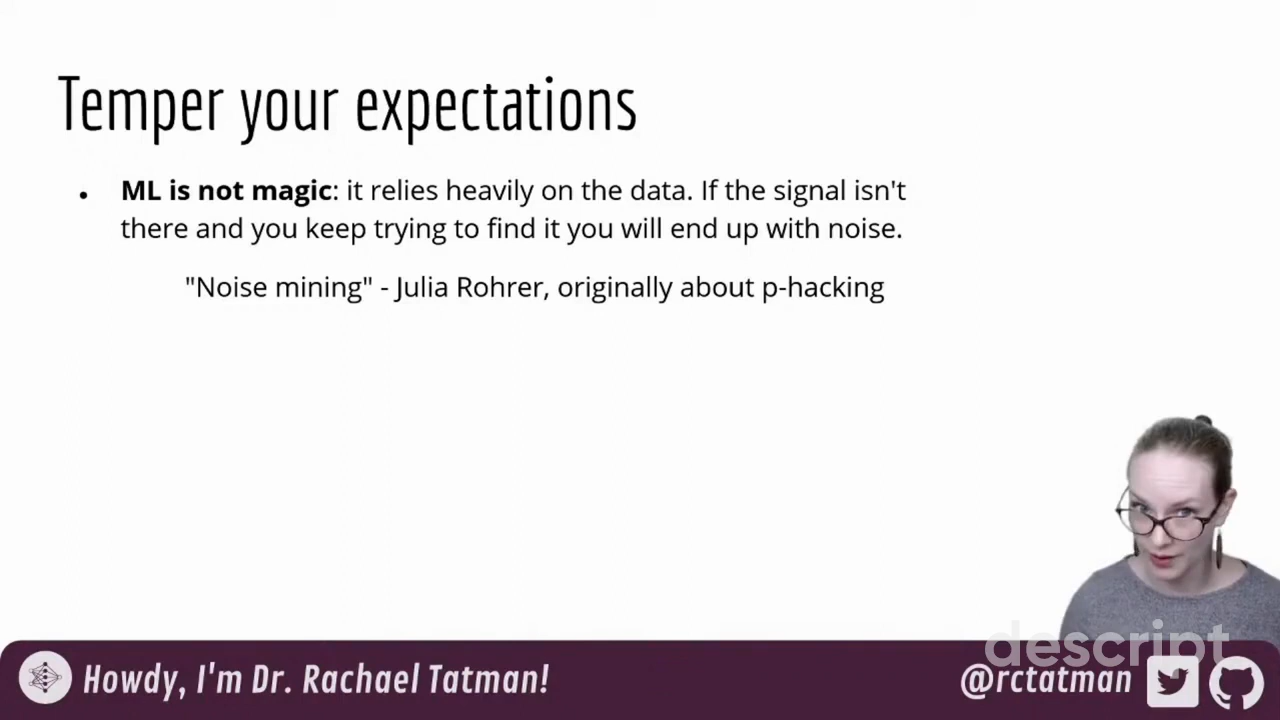 Temper your expectations
• ML is not magic: it relies heavily on the data. If the signal isn't
there and you keep trying to find it you will end up with noise.
"Noise mining" - Julia Rohrer, originally about p-hacking
descript
Howdy, I'm Dr. Rachael Tatman!
@rctatman